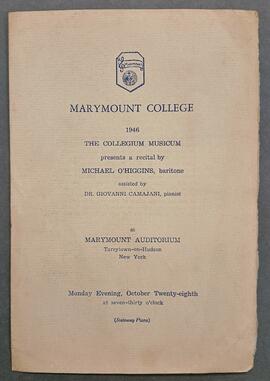 Marymount
MARYMOUNT COLLEGE
1946
THE COLLEGIUM MUSICUM
presents a recital by
MICHAEL O'HIGGINS, baritone
assisted by
DR. GIOVANNI CAMAJANI, pianist
at
MARYMOUNT AUDITORIUM
Tarrytown-on-Hudson
New York
Monday Evening, October Twenty-eighth
at seven-thirty o'clock
(Steinway Piano)